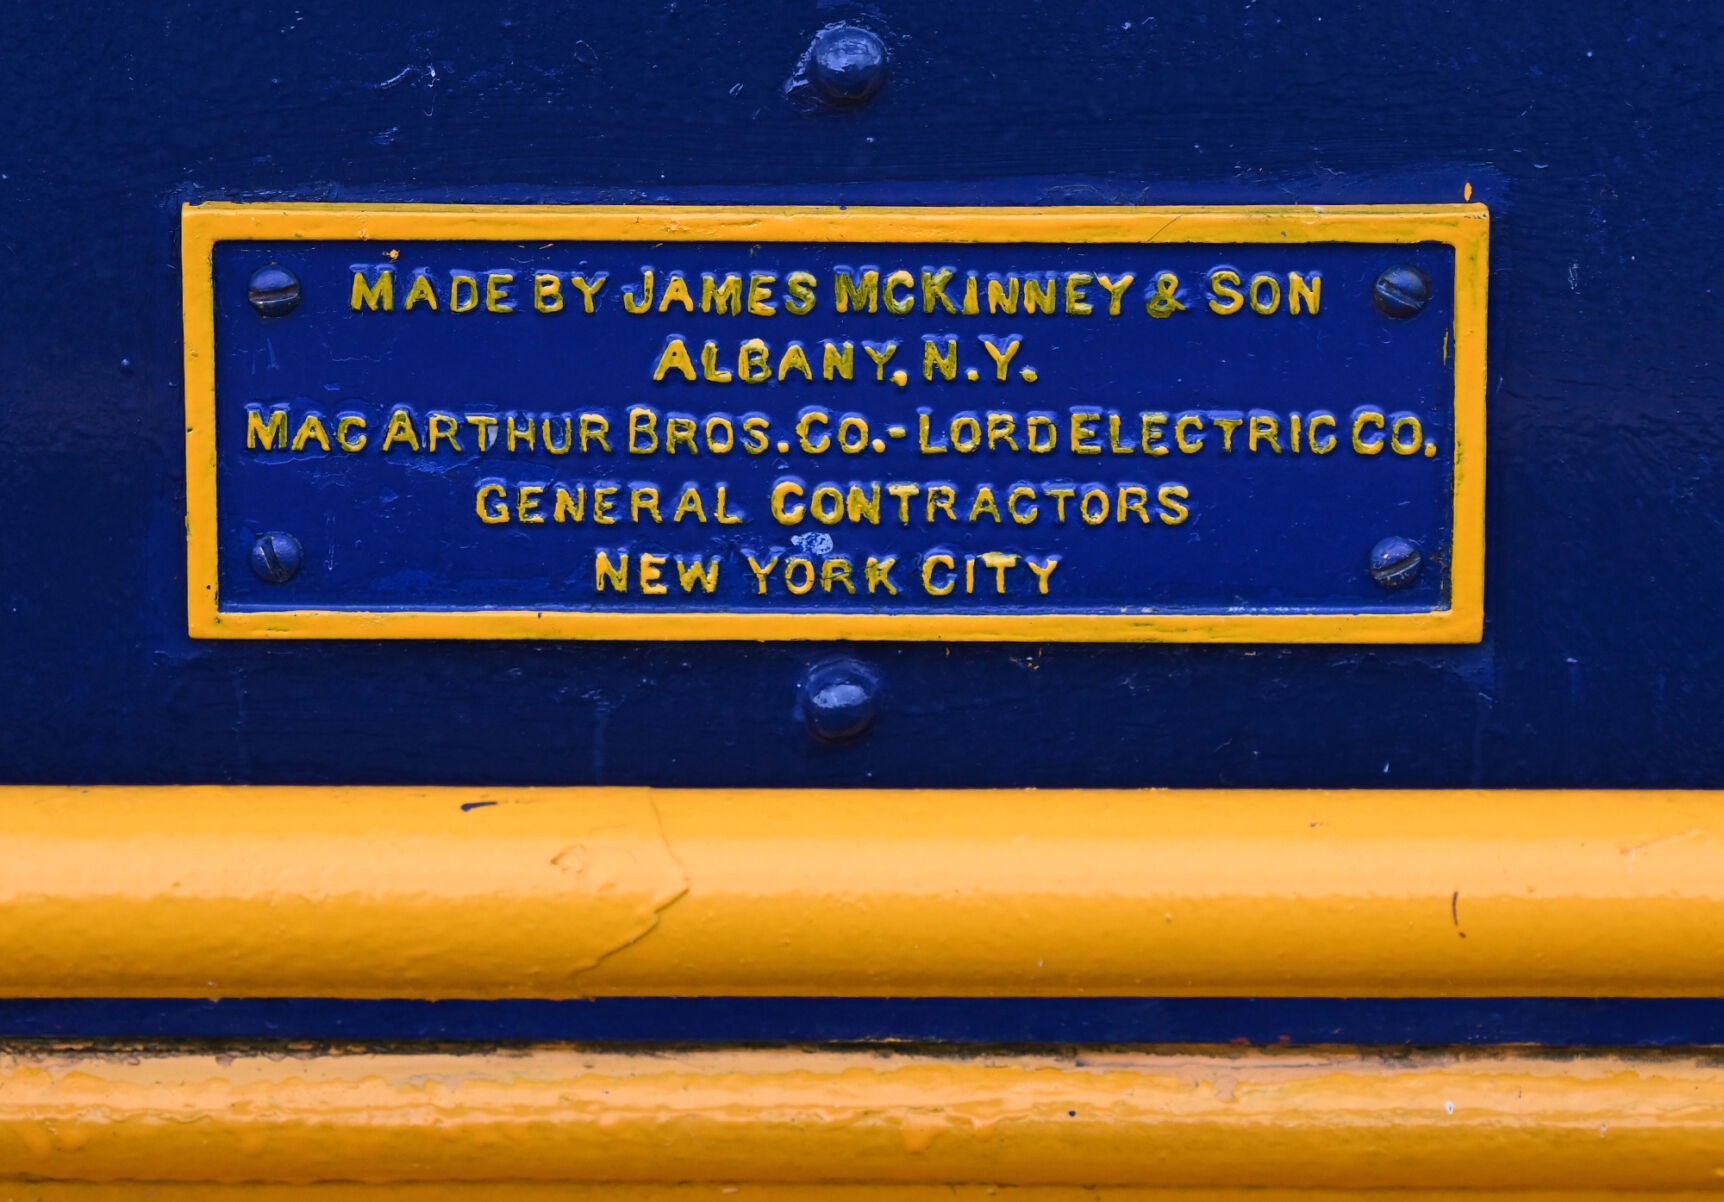 MADE BY JAMES MCKINNEY & SON
ALBANY, N.Y.
MAC ARTHUR BROS. CO.-LORD ELECTRIC CO.
GENERAL CONTRACTORS
NEW YORK CITY